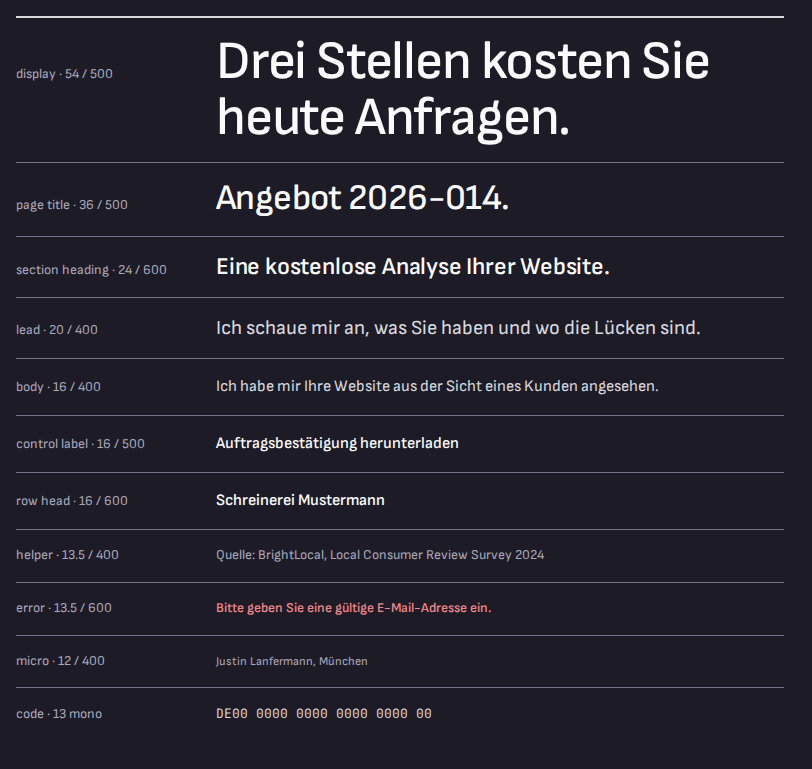 display · 54 / 500
Drei Stellen kosten Sie
heute Anfragen.
page title · 36 / 500
Angebot 2026-014.
section heading · 24 / 600
Eine kostenlose Analyse Ihrer Website.
lead · 20 / 400
Ich schaue mir an, was Sie haben und wo die Lücken sind.
body · 16 / 400
Ich habe mir Ihre Website aus der Sicht eines Kunden angesehen.
control label · 16 / 500
Auftragsbestätigung herunterladen
row head · 16 / 600
Schreinerei Mustermann
helper · 13.5 / 400
Quelle: BrightLocal, Local Consumer Review Survey 2024
error · 13.5 / 600
Bitte geben Sie eine gültige E-Mail-Adresse ein.
micro · 12 / 400
Justin Lanfermann, München
code · 13 mono
DE00 0000 0000 0000 0000 00